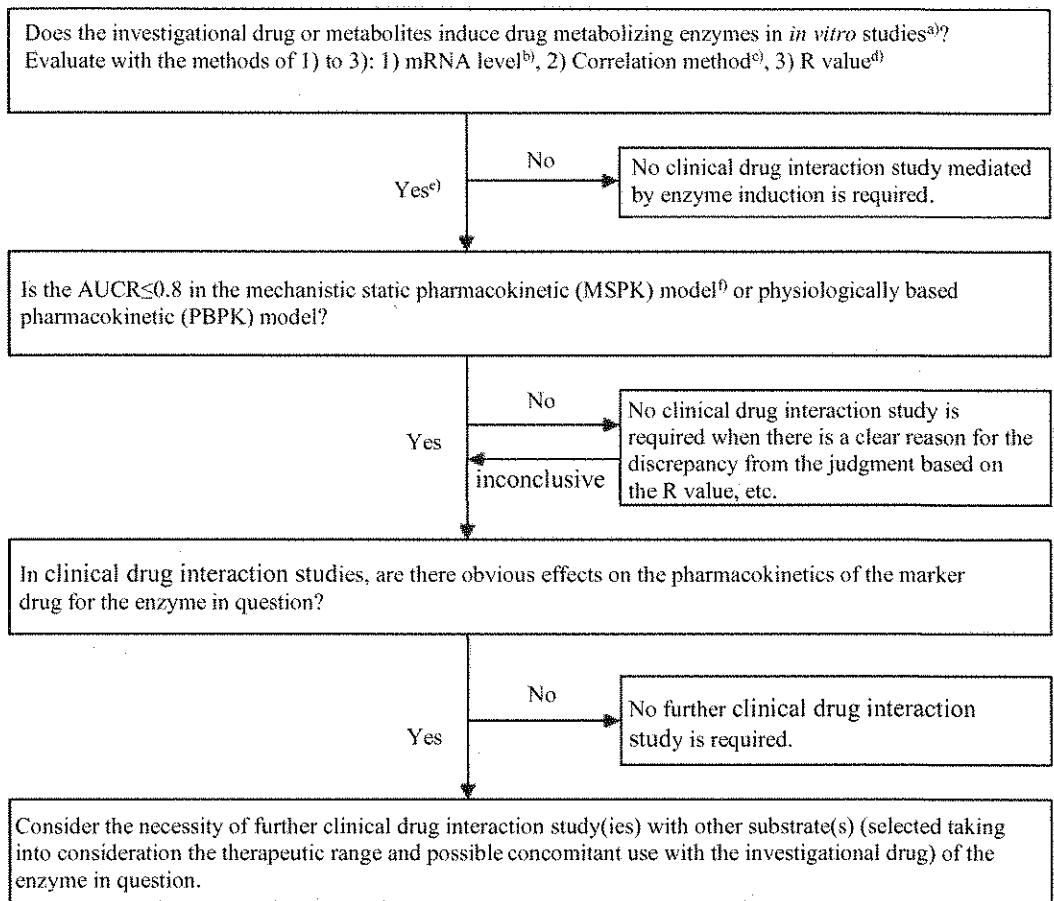 Does the investigational drug or metabolites induce drug metabolizing enzymes in in vitro studies a)?
Evaluate with the methods of 1) to 3): 1) mRNA level b), 2) Correlation method c), 3) R value d)
No
Yes e)
No clinical drug interaction study mediated
by enzyme induction is required.
Is the AUCR≤0.8 in the mechanistic static pharmacokinetic (MSPK) model f) or physiologically based
pharmacokinetic (PBPK) model?
No
Yes
inconclusive
No clinical drug interaction study is
required when there is a clear reason for the
discrepancy from the judgment based on
the R value, etc.
In clinical drug interaction studies, are there obvious effects on the pharmacokinetics of the marker
drug for the enzyme in question?
No
Yes
No further clinical drug interaction
study is required.
Consider the necessity of further clinical drug interaction study(ies) with other substrate(s) (selected taking
into consideration the therapeutic range and possible concomitant use with the investigational drug) of the
enzyme in question.